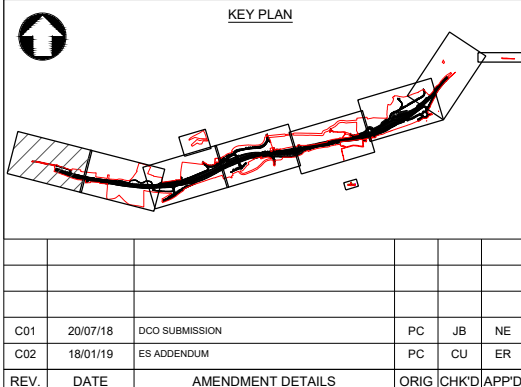 KEY PLAN
C01 20/07/18 DCO SUBMISSION PC JB NE
C02 18/01/19 ES ADDENDUM PC CU ER
REV. DATE AMENDMENT DETAILS ORIG CHK'D APP'D